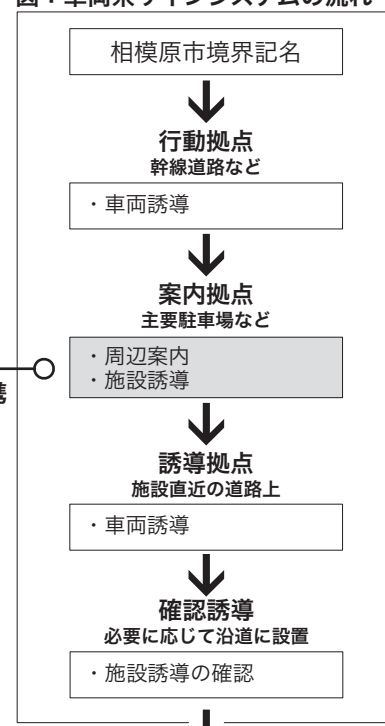 図：車両系サインシステムの流れ
相模原市境界記名
行動拠点
幹線道路など
・車両誘導
案内拠点
主要駐車場など
・周辺案内
・施設誘導
携
誘導拠点
施設直近の道路上
・車両誘導
確認誘導
必要に応じて沿道に設置
・施設誘導の確認